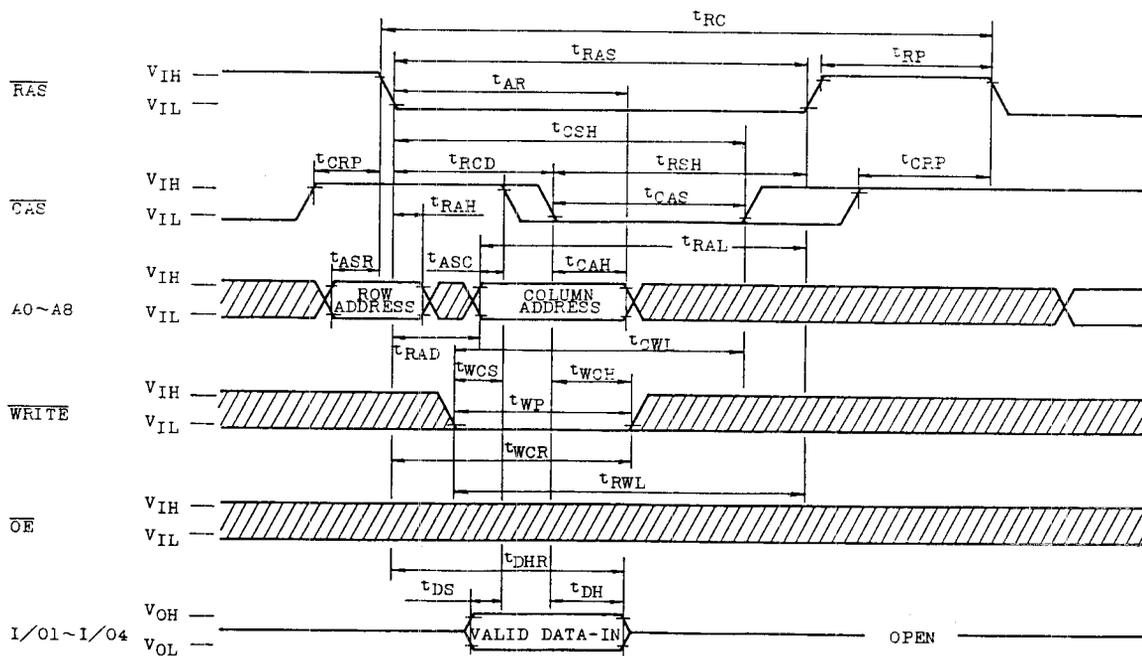 tRC
tRAS
tRP
tAR
RAS
VIH
VIL
tCSH
tCRP
tRCD
tRSH
tCRP
CAS
VIH
VIL
tRAH
tCAS
tRAL
tASR
tASC
tCAH
A0~A8
VIH
VIL
ROW
ADDRESS
COLUMN
ADDRESS
tRAD
tCWL
tWCS
tWCH
WRITE
VIH
VIL
tWP
tWCR
tRWL
OE
VIH
VIL
tDHR
tDS
tDH
I/O1~I/O4
VOH
VOL
VALID DATA-IN
OPEN